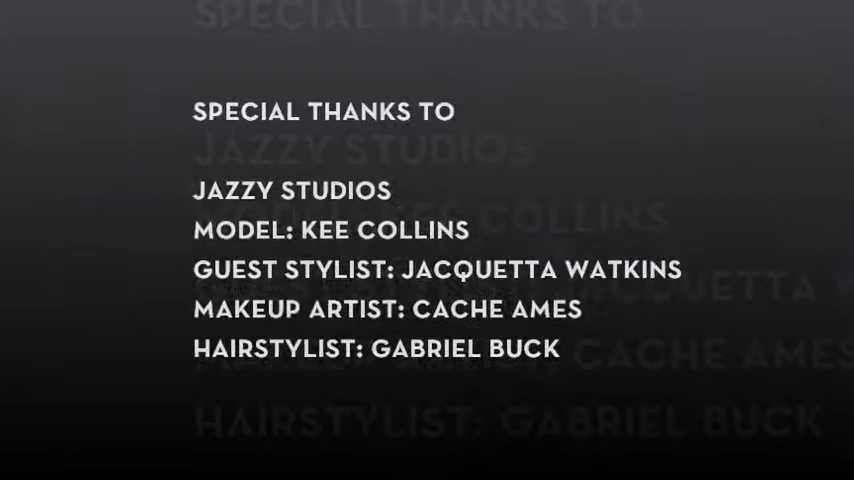 SPECIAL THANKS TO
JAZZY STUDIOS
MODEL: KEE COLLINS
GUEST STYLIST: JACQUETTA WATKINS
MAKEUP ARTIST: CACHE AMES
HAIRSTYLIST: GABRIEL BUCK